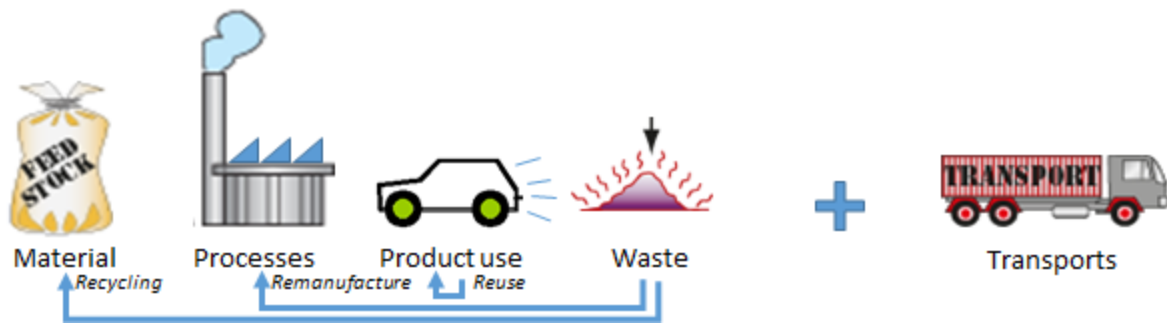 FEED
STOCK
TRANSPORT
Material
Processes
Product use
Waste
Transports
Recycling
Remanufacture
Reuse